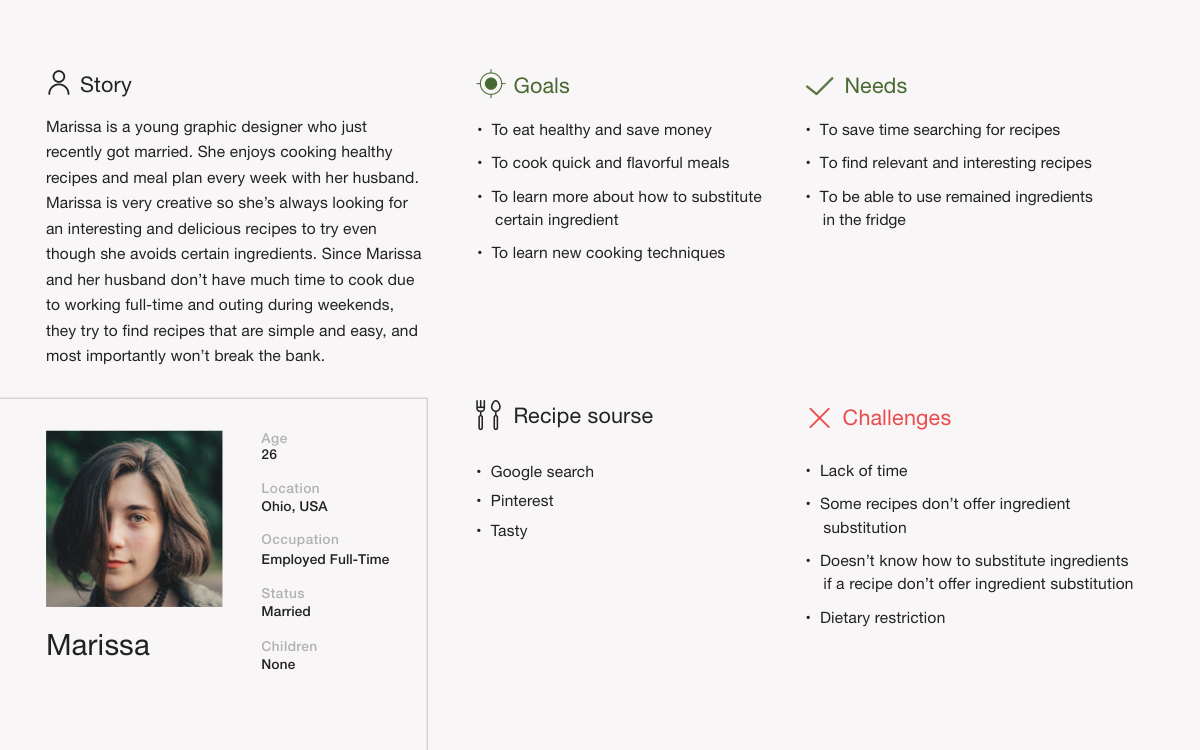 Story
Marissa is a young graphic designer who just
recently got married. She enjoys cooking healthy
recipes and meal plan every week with her husband.
Marissa is very creative so she’s always looking for
an interesting and delicious recipes to try even
though she avoids certain ingredients. Since Marissa
and her husband don’t have much time to cook due
to working full-time and outing during weekends,
they try to find recipes that are simple and easy, and
most importantly won’t break the bank.
Goals
• To eat healthy and save money
• To cook quick and flavorful meals
• To learn more about how to substitute
certain ingredient
• To learn new cooking techniques
Needs
• To save time searching for recipes
• To find relevant and interesting recipes
• To be able to use remained ingredients
in the fridge
Marissa
Age
26
Location
Ohio, USA
Occupation
Employed Full-Time
Status
Married
Children
None
Recipe sourse
• Google search
• Pinterest
• Tasty
Challenges
• Lack of time
• Some recipes don’t offer ingredient
substitution
• Doesn’t know how to substitute ingredients
if a recipe don’t offer ingredient substitution
• Dietary restriction